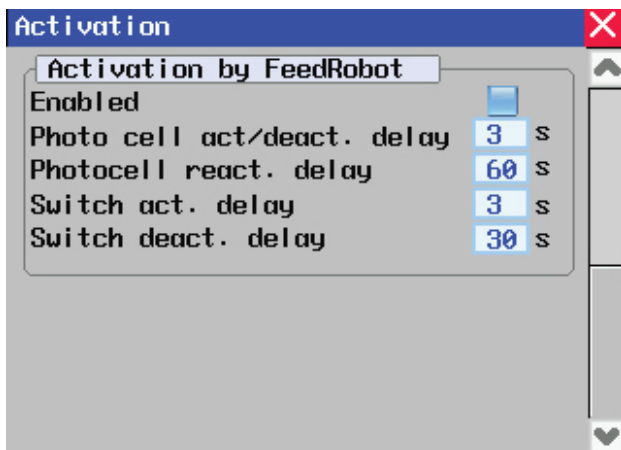 Activation
Activation by FeedRobot
Enabled
Photo cell act/deact. delay 3 s
Photocell react. delay 60 s
Switch act. delay 3 s
Switch deact. delay 30 s